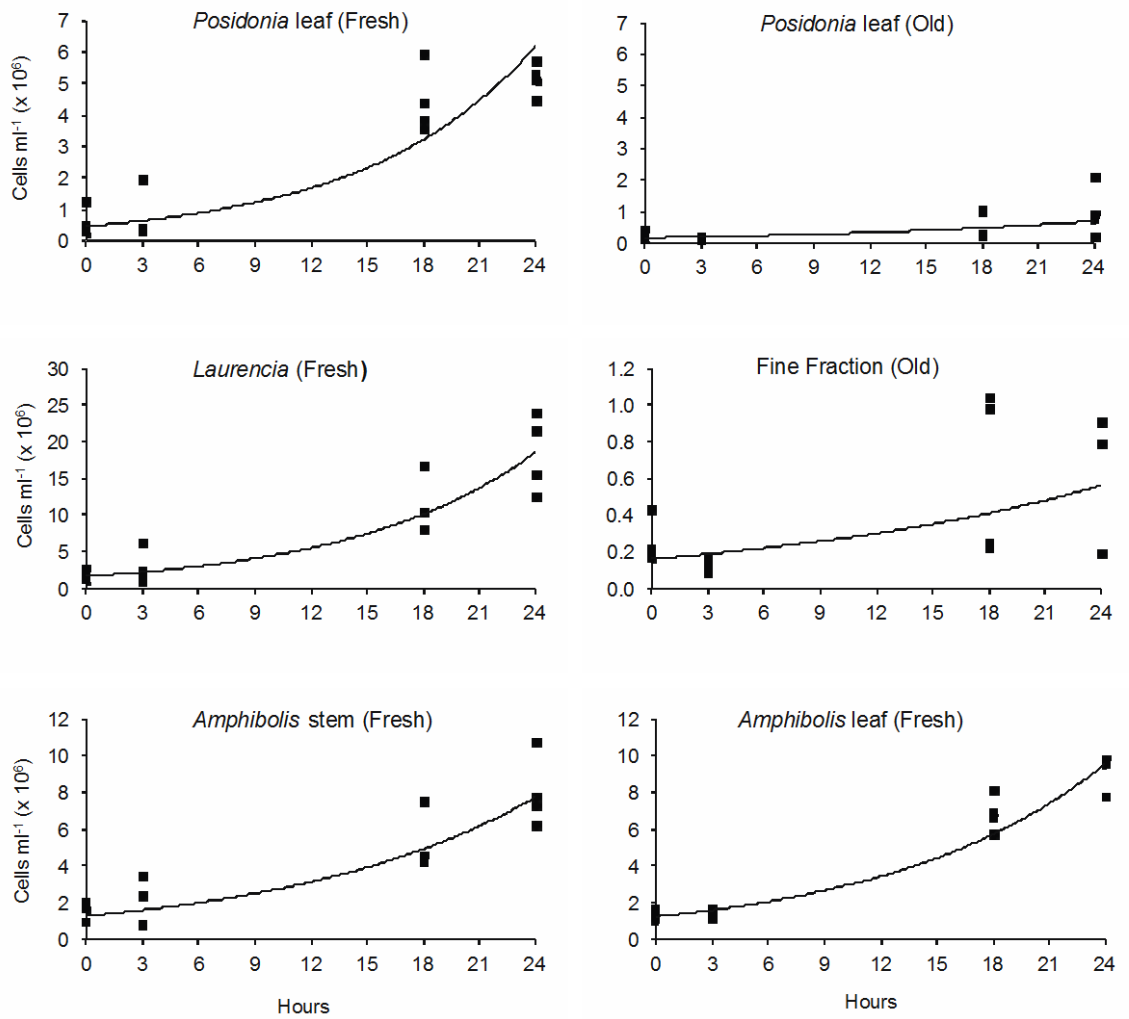 Posidonia leaf (Fresh)
Cells ml⁻¹ (x 10⁶)
7
6
5
4
3
2
1
0
0 3 6 9 12 15 18 21 24
Posidonia leaf (Old)
7
6
5
4
3
2
1
0
0 3 6 9 12 15 18 21 24
Laurencia (Fresh)
Cells ml⁻¹ (x 10⁶)
30
25
20
15
10
5
0
0 3 6 9 12 15 18 21 24
Fine Fraction (Old)
1.2
1.0
0.8
0.6
0.4
0.2
0.0
0 3 6 9 12 15 18 21 24
Amphibolis stem (Fresh)
Cells ml⁻¹ (x 10⁶)
12
10
8
6
4
2
0
0 3 6 9 12 15 18 21 24
Hours
Amphibolis leaf (Fresh)
12
10
8
6
4
2
0
0 3 6 9 12 15 18 21 24
Hours